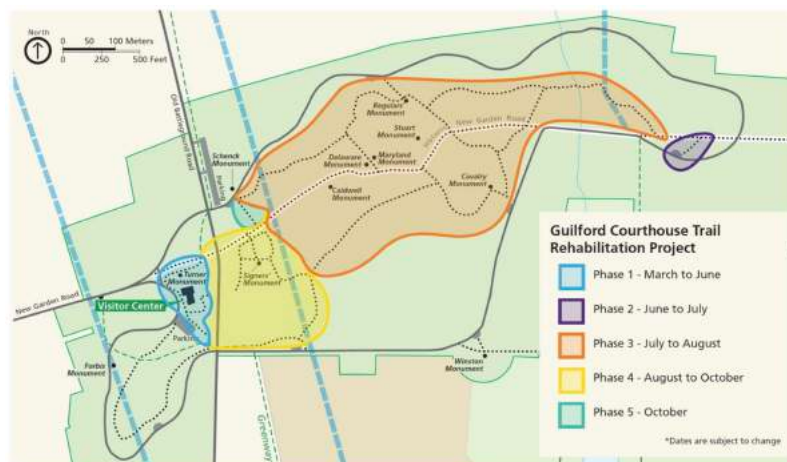 North
0 50 100 Meters
0 250 500 Feet
Old Battleground Road
Regulars'
Monument
Stuart
Monument
New Garden Road
Schenck
Monument
Parking
Delaware
Monument
Maryland
Monument
Caldwell
Monument
Cavalry
Monument
Turner
Monument
Signers' Monument
New Garden Road
Visitor Center
Parking
Forbis
Monument
Winston
Monument
Greenway
Guilford Courthouse Trail
Rehabilitation Project
Phase 1 - March to June
Phase 2 - June to July
Phase 3 - July to August
Phase 4 - August to October
Phase 5 - October
*Dates are subject to change